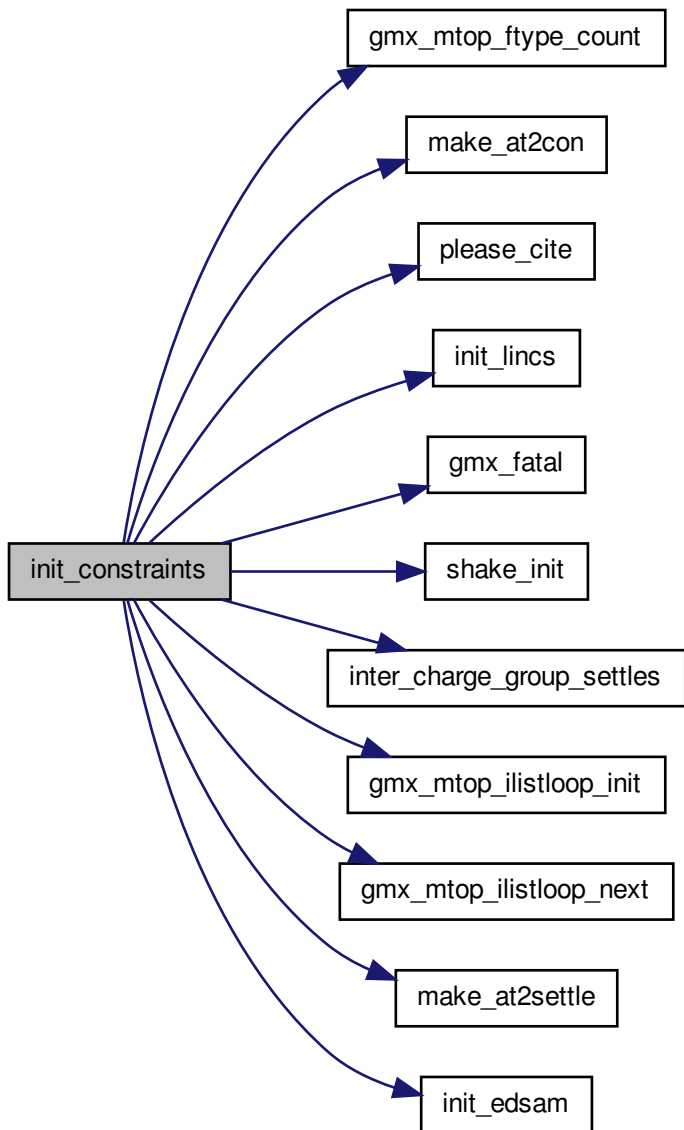 gmx_mtop_ftype_count
make_at2con
please_cite
init_lincs
gmx_fatal
init_constraints
shake_init
inter_charge_group_settles
gmx_mtop_ilistloop_init
gmx_mtop_ilistloop_next
make_at2settle
init_edsam